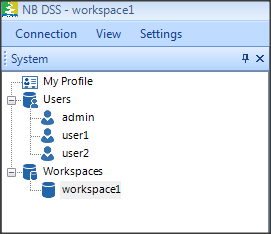 NB DSS - workspace1
Connection View Settings
System
My Profile
Users
admin
user1
user2
Workspaces
workspace1